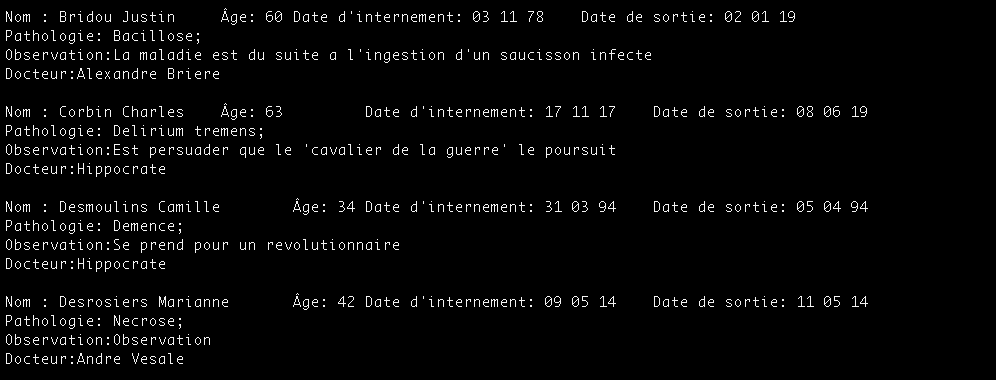 Nom : Bridou Justin Âge: 60 Date d'internement: 03 11 78 Date de sortie: 02 01 19
Pathologie: Bacillose;
Observation:La maladie est du suite a l'ingestion d'un saucisson infecte
Docteur:Alexandre Briere
Nom : Corbin Charles Âge: 63 Date d'internement: 17 11 17 Date de sortie: 08 06 19
Pathologie: Delirium tremens;
Observation:Est persuader que le 'cavalier de la guerre' le poursuit
Docteur:Hippocrate
Nom : Desmoulins Camille Âge: 34 Date d'internement: 31 03 94 Date de sortie: 05 04 94
Pathologie: Demence;
Observation:Se prend pour un revolutionnaire
Docteur:Hippocrate
Nom : Desrosiers Marianne Âge: 42 Date d'internement: 09 05 14 Date de sortie: 11 05 14
Pathologie: Necrose;
Observation:Observation
Docteur:Andre Vesale